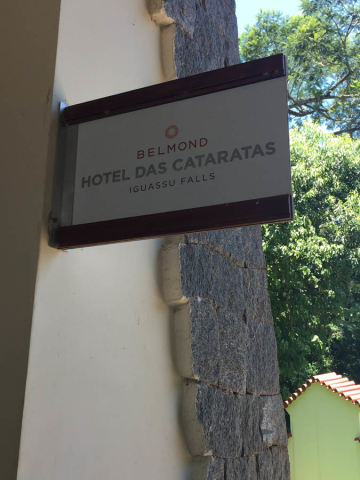 BELMOND
HOTEL DAS CATARATAS
IGUASSU FALLS